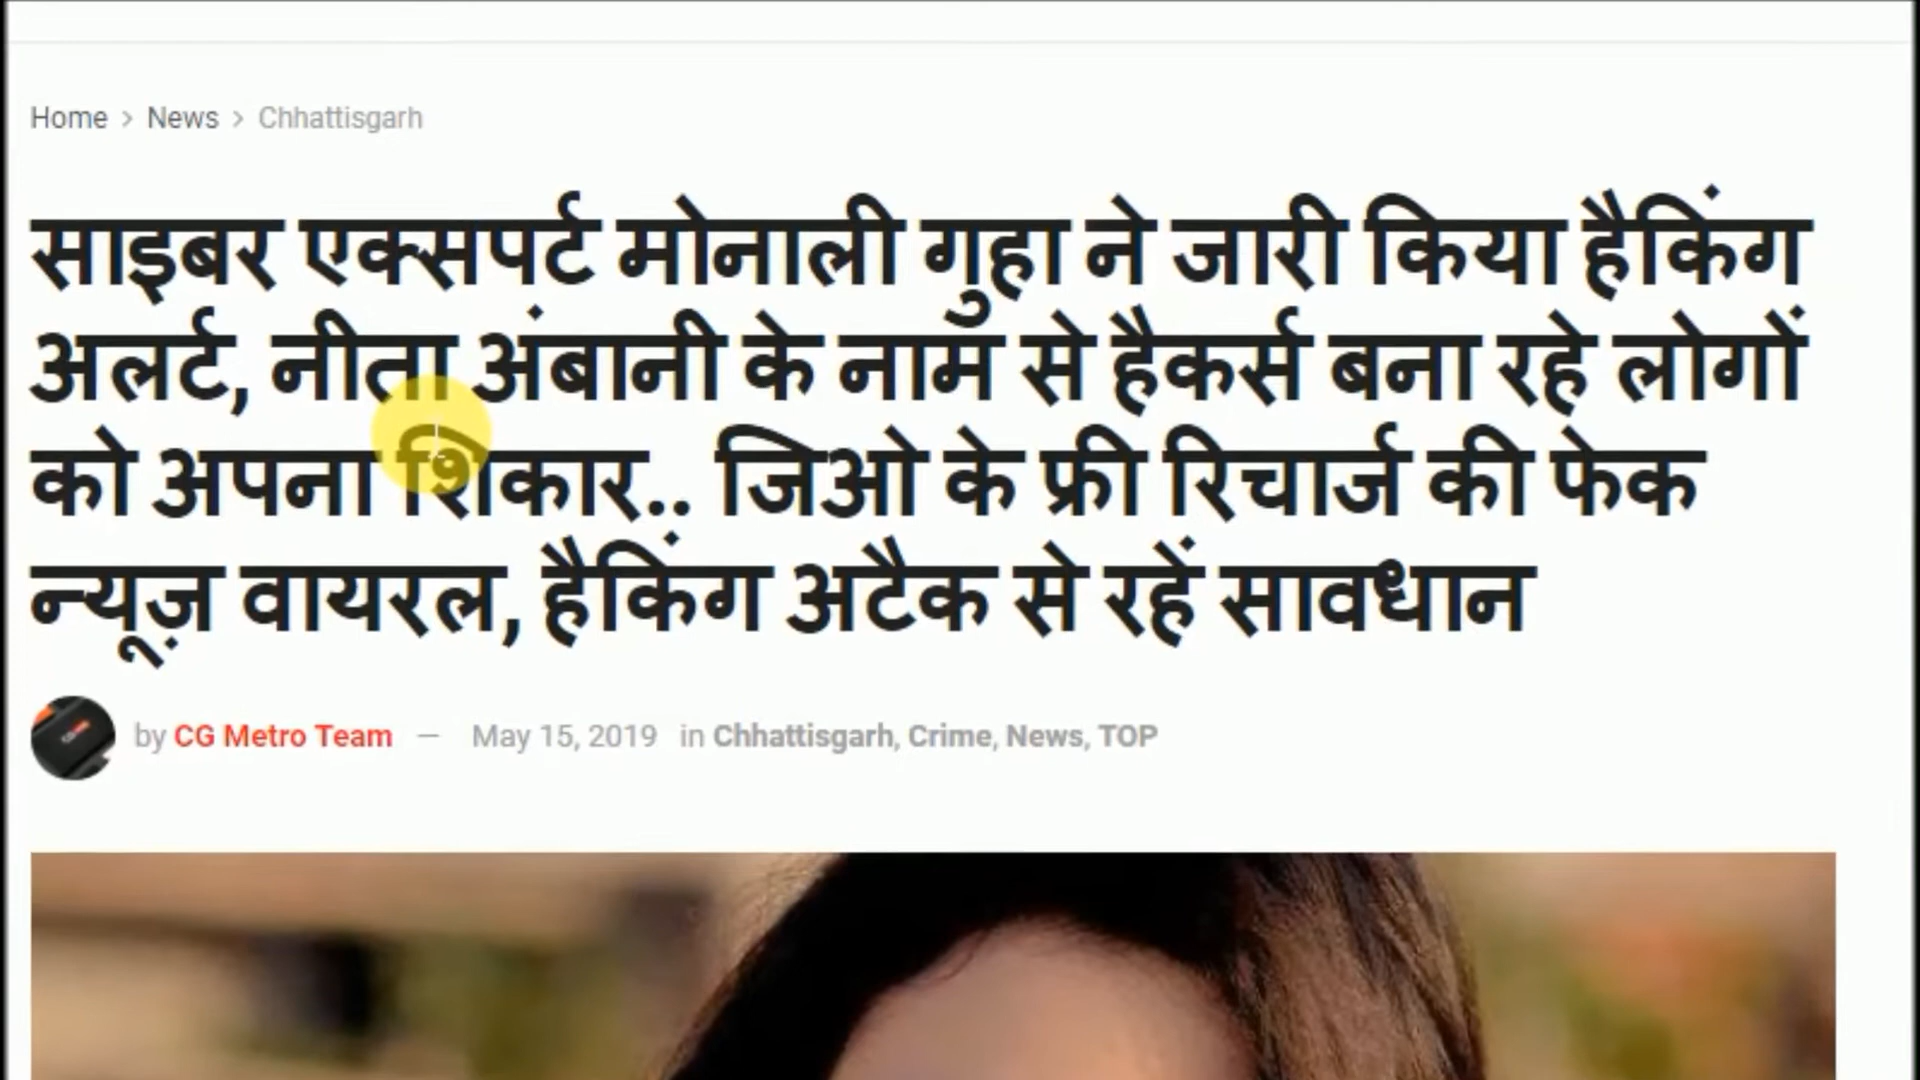 Home > News > Chhattisgarh
साइबर एक्सपर्ट मोनाली गुहा ने जारी किया हैकिंग
अलर्ट, नीता अंबानी के नाम से हैकर्स बना रहे लोगों
को अपना शिकार.. जिओ के फ्री रिचार्ज की फेक
न्यूज़ वायरल, हैकिंग अटैक से रहें सावधान
by CG Metro Team — May 15, 2019 in Chhattisgarh, Crime, News, TOP